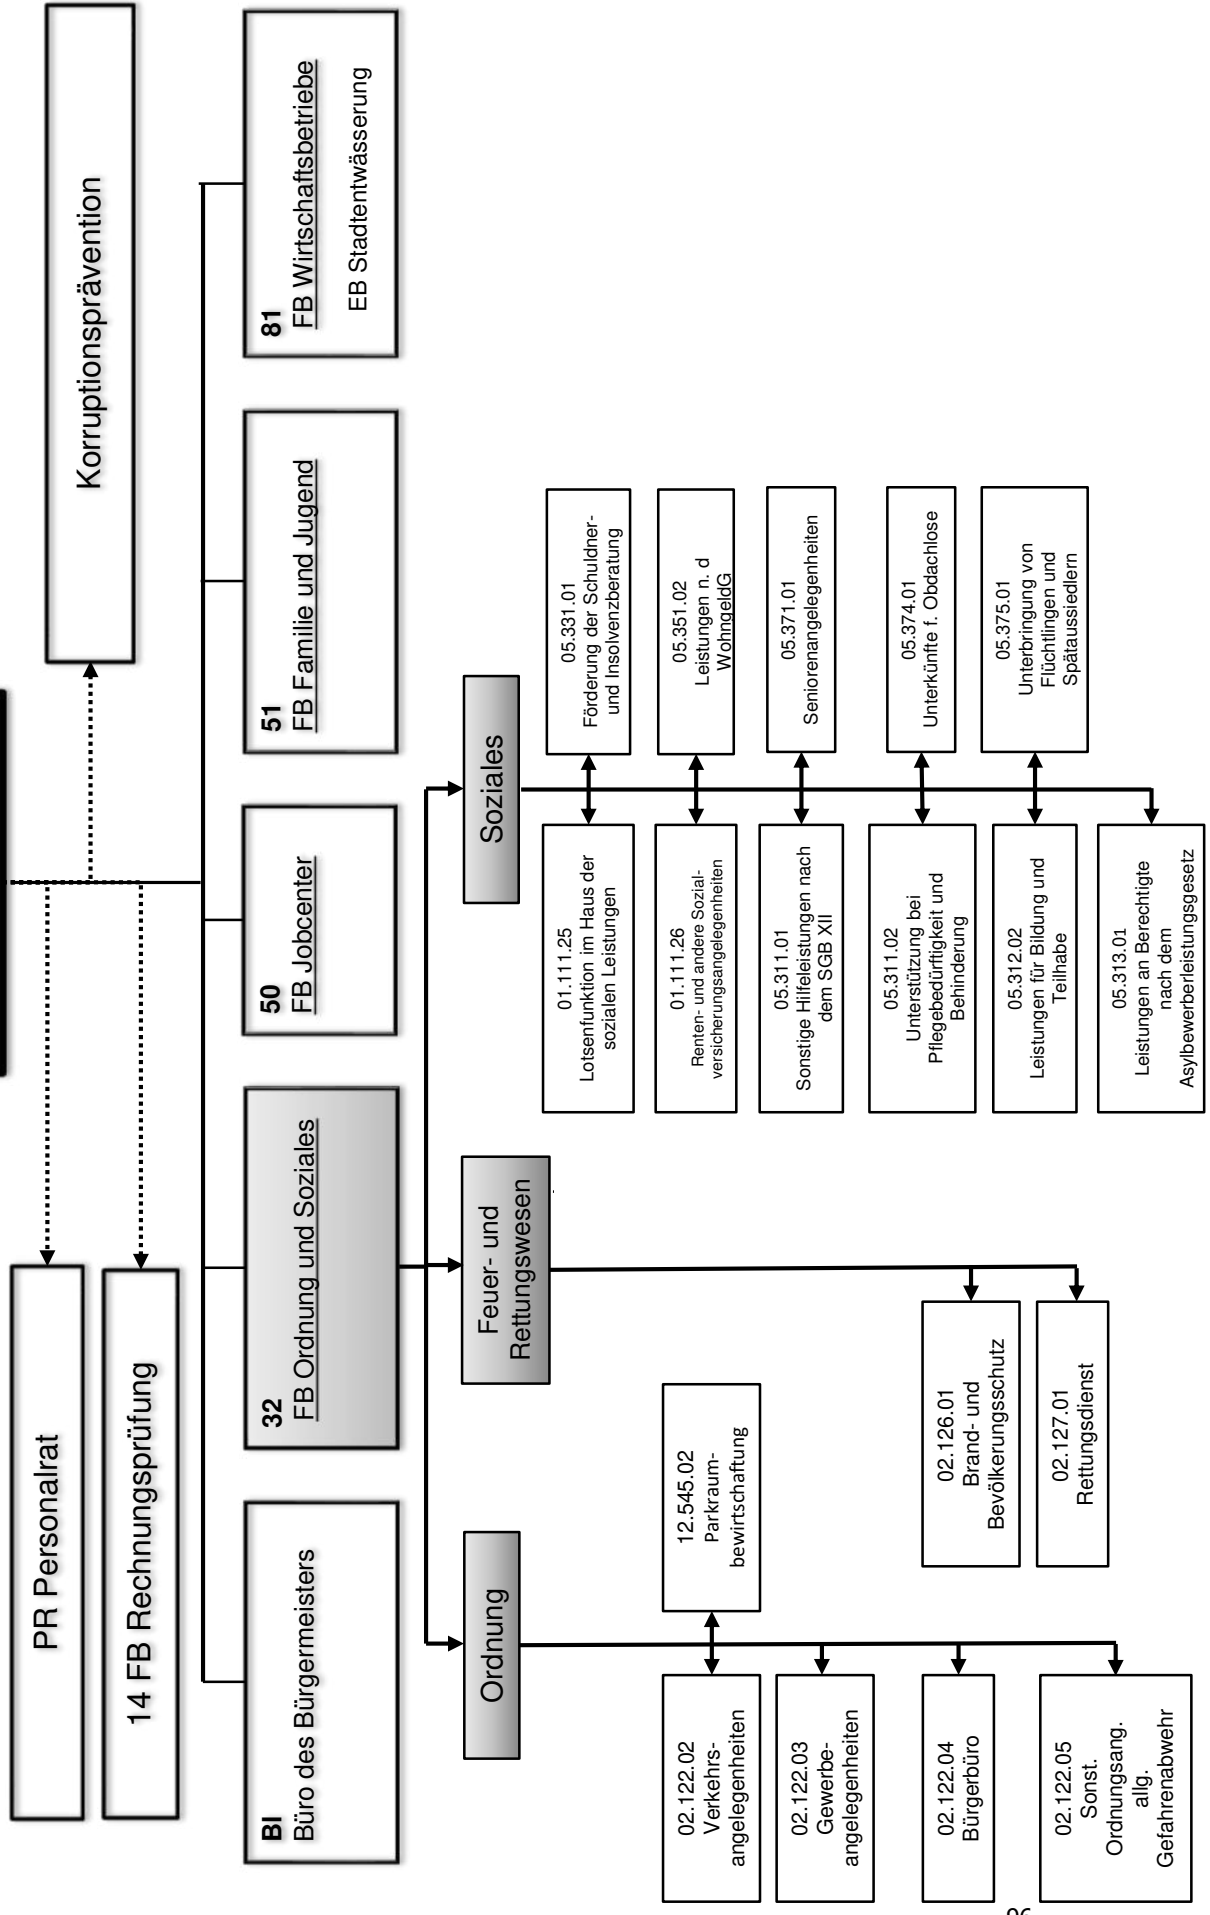 PR Personalrat
14 FB Rechnungsprüfung
Korruptionsprävention
BI
Büro des Bürgermeisters
32
FB Ordnung und Soziales
50
FB Jobcenter
51
FB Familie und Jugend
81
FB Wirtschaftsbetriebe
EB Stadtentwässerung
Ordnung
Feuer- und
Rettungswesen
Soziales
02.122.02
Verkehrs-
angelegenheiten
12.545.02
Parkraum-
bewirtschaftung
02.122.03
Gewerbe-
angelegenheiten
02.122.04
Bürgerbüro
02.122.05
Sonst.
Ordnungsang.
allg.
Gefahrenabwehr
02.126.01
Brand- und
Bevölkerungsschutz
02.127.01
Rettungsdienst
01.111.25
Lotsenfunktion im Haus der
sozialen Leistungen
05.331.01
Förderung der Schuldner-
und Insolvenzberatung
01.111.26
Renten- und andere Sozial-
versicherungsangelegenheiten
05.351.02
Leistungen n. d
WohngeldG
05.311.01
Sonstige Hilfeleistungen nach
dem SGB XII
05.371.01
Seniorenangelegenheiten
05.311.02
Unterstützung bei
Pflegebedürftigkeit und
Behinderung
05.374.01
Unterkünfte f. Obdachlose
05.312.02
Leistungen für Bildung und
Teilhabe
05.375.01
Unterbringung von
Flüchtlingen und
Spätaussiedlern
05.313.01
Leistungen an Berechtigte
nach dem
Asylbewerberleistungsgesetz